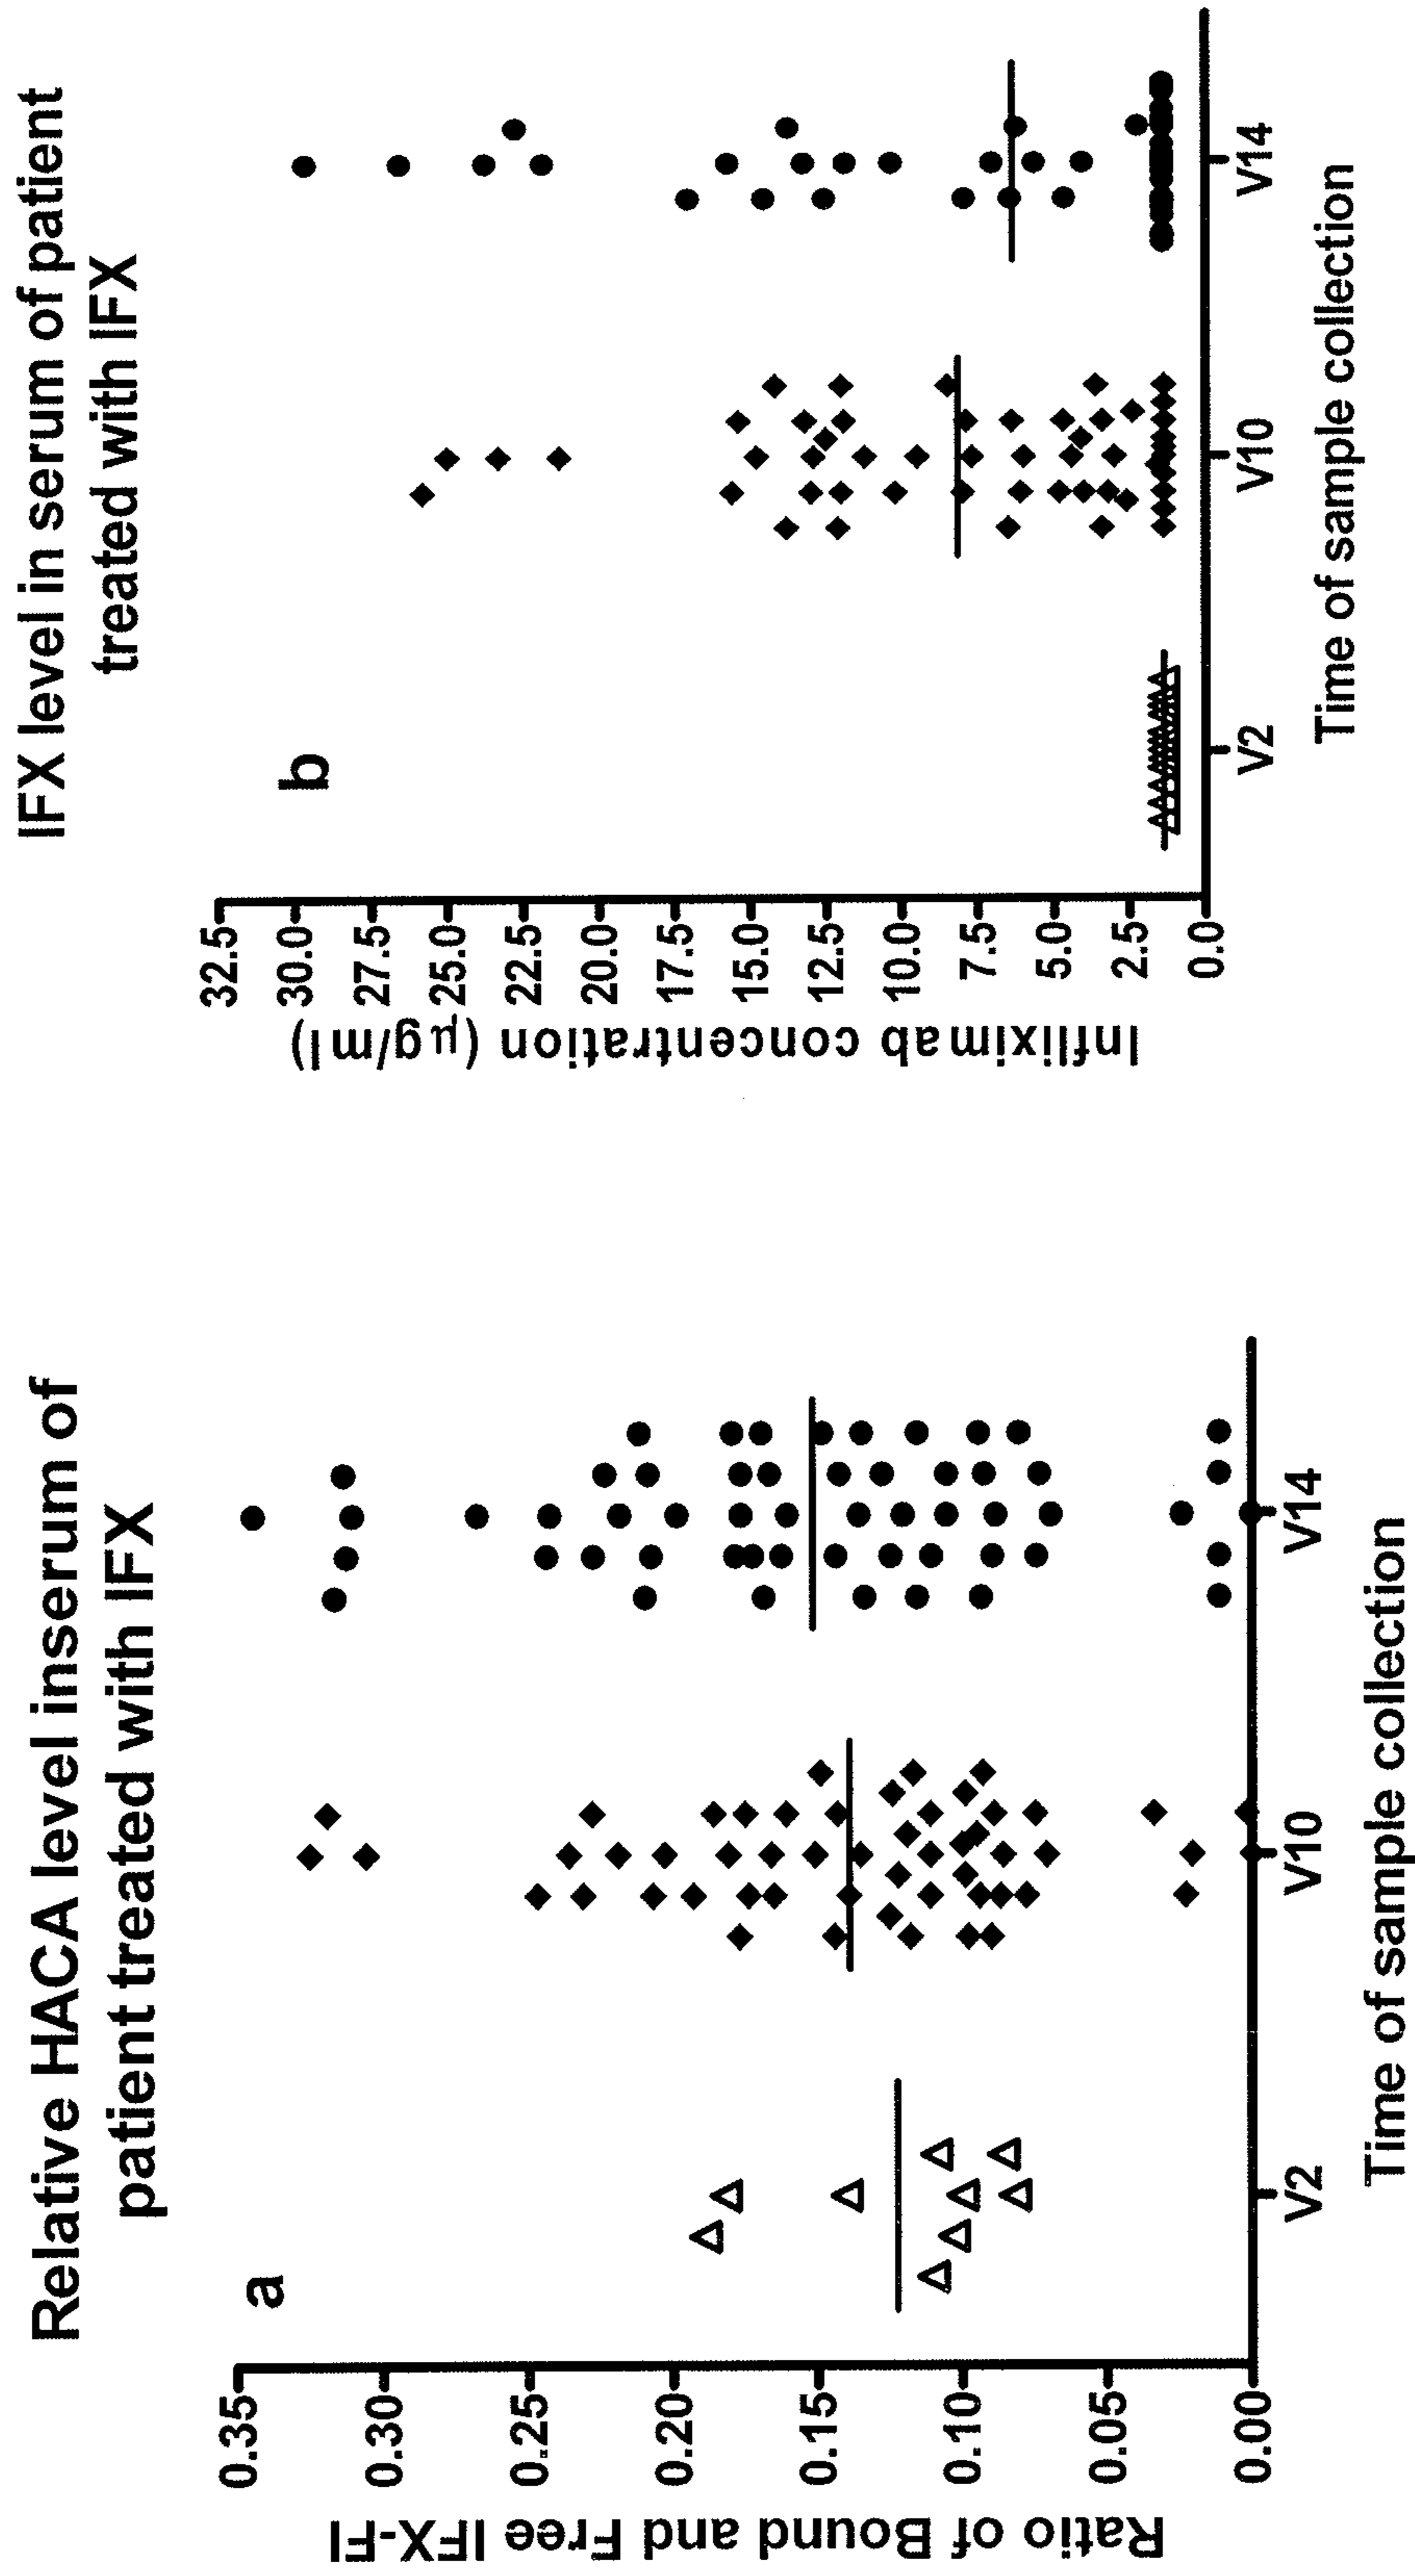 Relative HACA level inserum of
patient treated with IFX
a
Ratio of Bound and Free IFX-FI
0.35
0.30
0.25
0.20
0.15
0.10
0.05
0.00
V2
V10
V14
Time of sample collection
IFX level in serum of patient
treated with IFX
b
Infliximab concentration (µg/ml)
32.5
30.0
27.5
25.0
22.5
20.0
17.5
15.0
12.5
10.0
7.5
5.0
2.5
0.0
V2
V10
V14
Time of sample collection